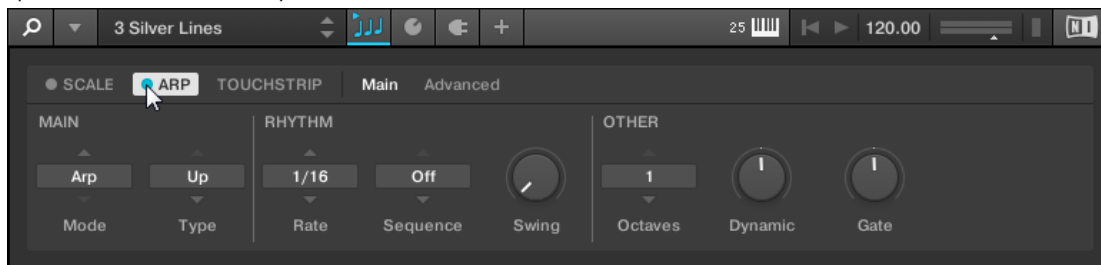 3 Silver Lines 25 120.00 NI
SCALE ARP TOUCHSTRIP Main Advanced
MAIN RHYTHM OTHER
Arp Up 1/16 Off 1
Mode Type Rate Sequence Swing Octaves Dynamic Gate